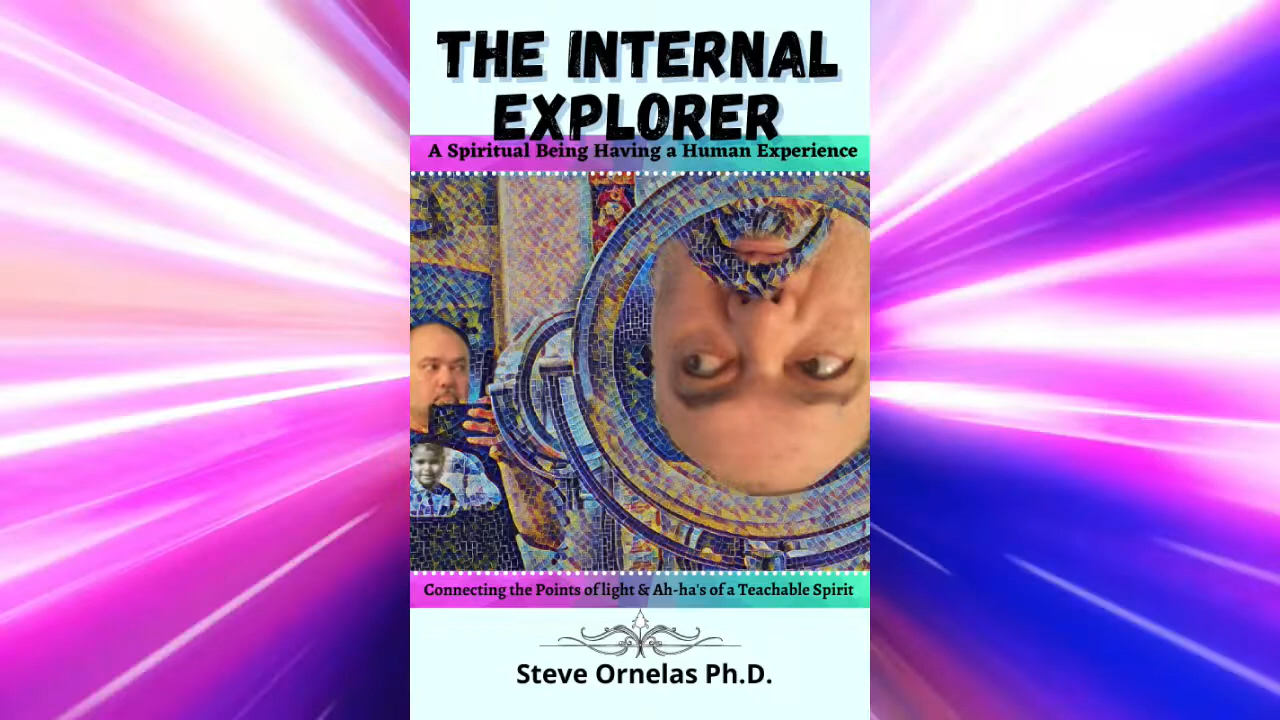 THE INTERNAL
EXPLORER
A Spiritual Being Having a Human Experience
Connecting the Points of light & Ah-ha's of a Teachable Spirit
Steve Ornelas Ph.D.